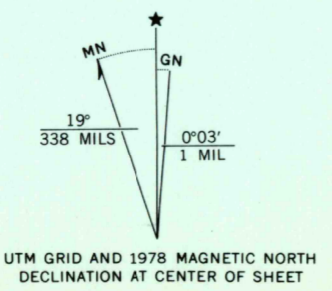 MN
GN
19°
338 MILS
0°03'
1 MIL
UTM GRID AND 1978 MAGNETIC NORTH
DECLINATION AT CENTER OF SHEET